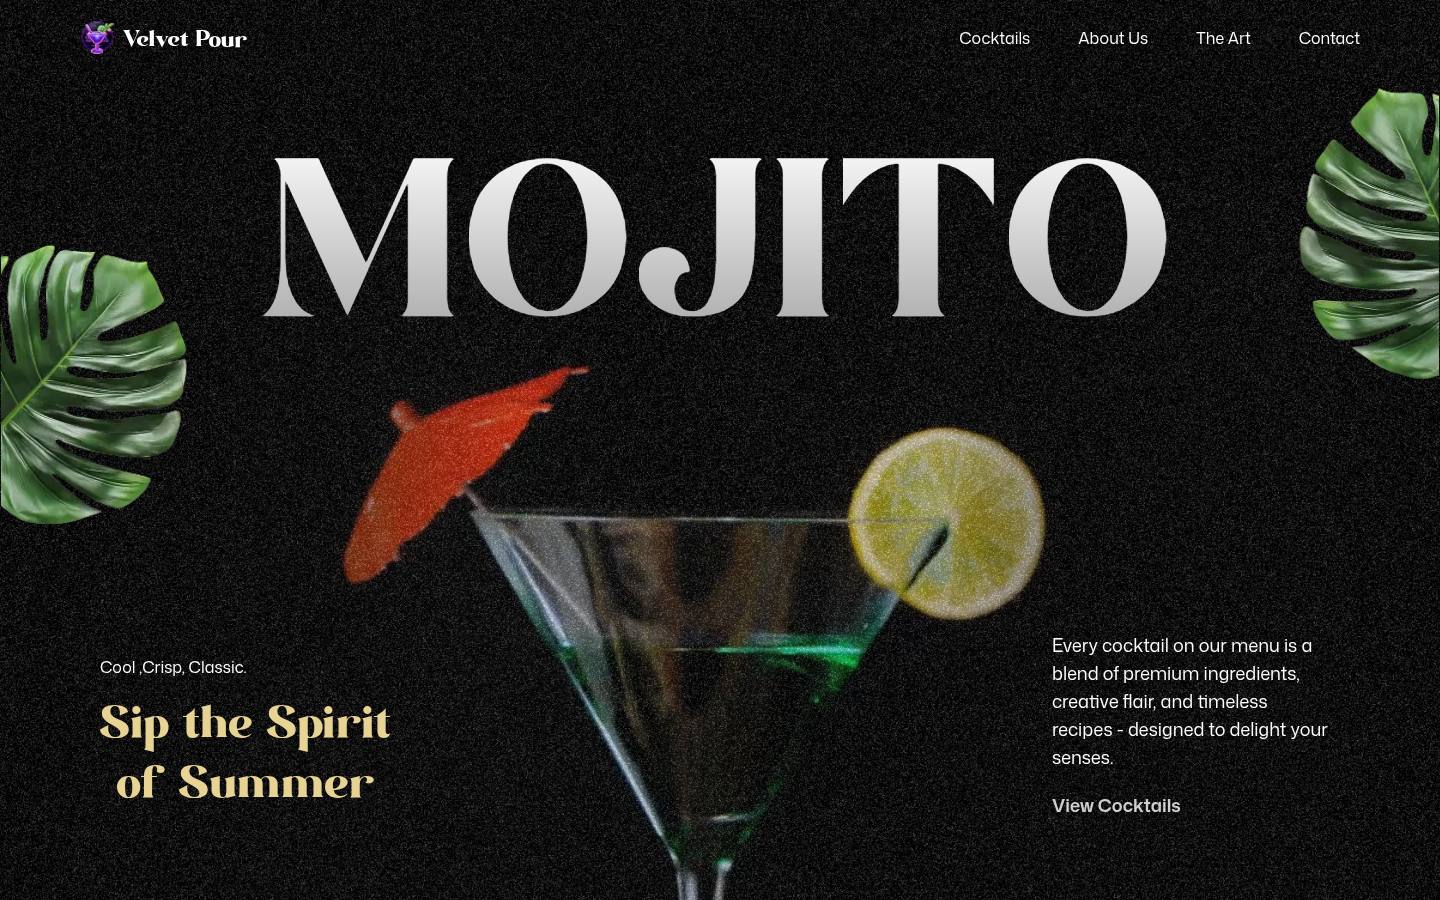 Velvet Pour
Cocktails
About Us
The Art
Contact
MOJITO
Cool ,Crisp, Classic.
Sip the Spirit
of Summer
Every cocktail on our menu is a
blend of premium ingredients,
creative flair, and timeless
recipes - designed to delight your
senses.
View Cocktails